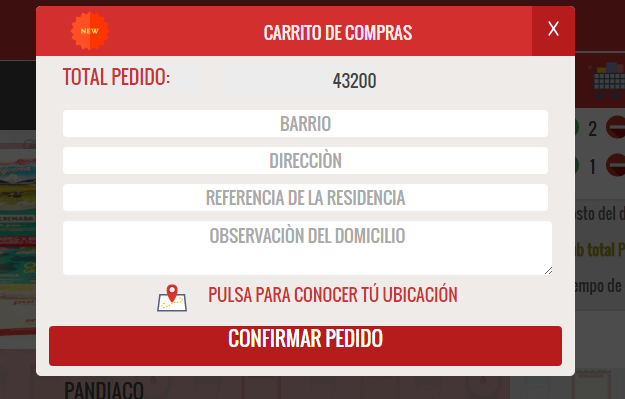 NEW
CARRITO DE COMPRAS
X
TOTAL PEDIDO:
43200
BARRIO
DIRECCIÒN
REFERENCIA DE LA RESIDENCIA
OBSERVACIÒN DEL DOMICILIO
PULSA PARA CONOCER TÚ UBICACIÓN
CONFIRMAR PEDIDO
2
1
sto del d
b total P
empo de
PANDIACO